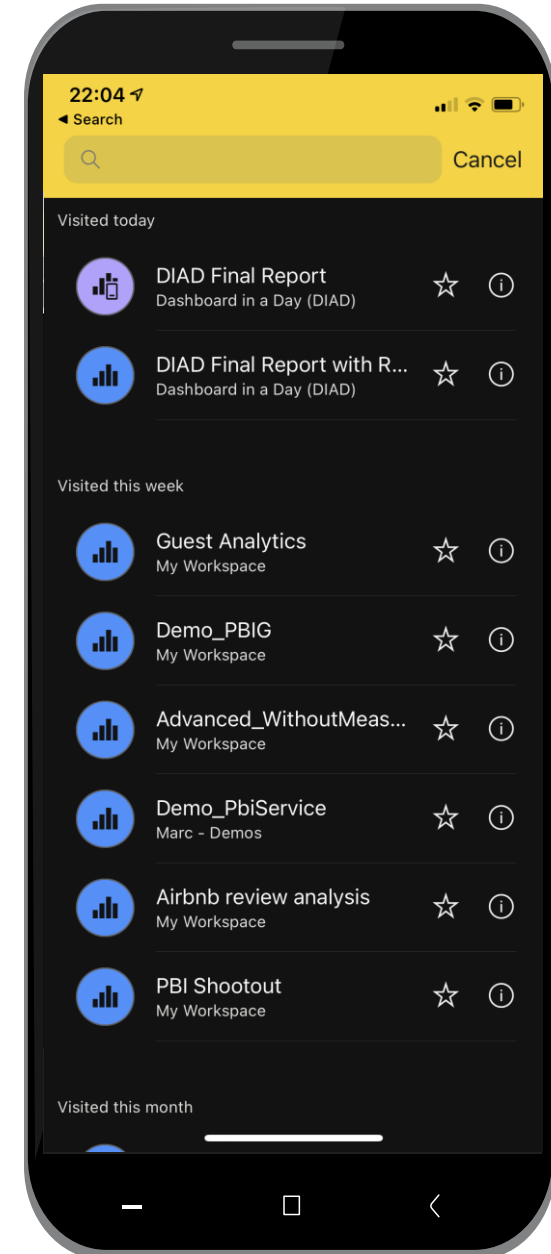 22:04
Search
Cancel
Visited today
DIAD Final Report
Dashboard in a Day (DIAD)
DIAD Final Report with R...
Dashboard in a Day (DIAD)
Visited this week
Guest Analytics
My Workspace
Demo_PBIG
My Workspace
Advanced_WithoutMeas...
My Workspace
Demo_PbiService
Marc - Demos
Airbnb review analysis
My Workspace
PBI Shootout
My Workspace
Visited this month